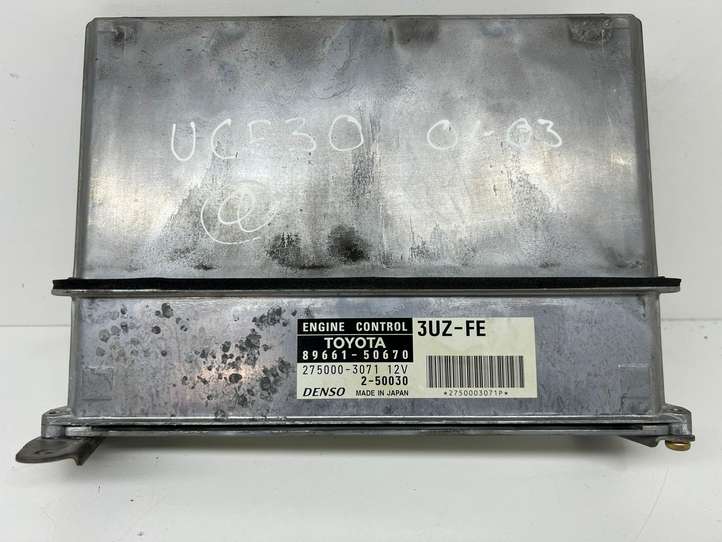 UCF30 01-03
@
ENGINE CONTROL 3UZ-FE
TOYOTA
89661-50670
275000-3071 12V
2-50030
DENSO MADE IN JAPAN
*2750003071P*